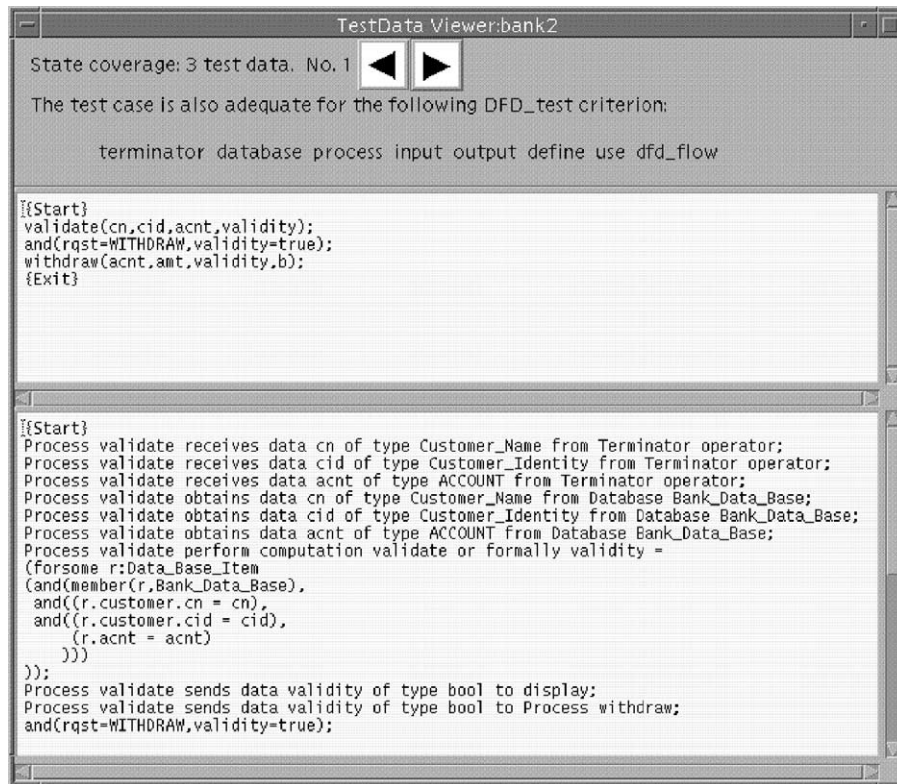 TestData Viewer:bank2
State coverage: 3 test data. No. 1
The test case is also adequate for the following DFD_test criterion:
terminator database process input output define use dfd_flow
{Start}
validate(cn,cid,acnt,validity);
and(rqst=WITHDRAW,validity=true);
withdraw(acnt,amt,validity,b);
{Exit}
{Start}
Process validate receives data cn of type Customer_Name from Terminator operator;
Process validate receives data cid of type Customer_Identity from Terminator operator;
Process validate receives data acnt of type ACCOUNT from Terminator operator;
Process validate obtains data cn of type Customer_Name from Database Bank_Data_Base;
Process validate obtains data cid of type Customer_Identity from Database Bank_Data_Base;
Process validate obtains data acnt of type ACCOUNT from Database Bank_Data_Base;
Process validate perform computation validate or formally validity =
(forsome r:Data_Base_Item
(and(member(r,Bank_Data_Base),
and((r.customer.cn = cn),
and((r.customer.cid = cid),
(r.acnt = acnt)
)))
));
Process validate sends data validity of type bool to display;
Process validate sends data validity of type bool to Process withdraw;
and(rqst=WITHDRAW,validity=true);